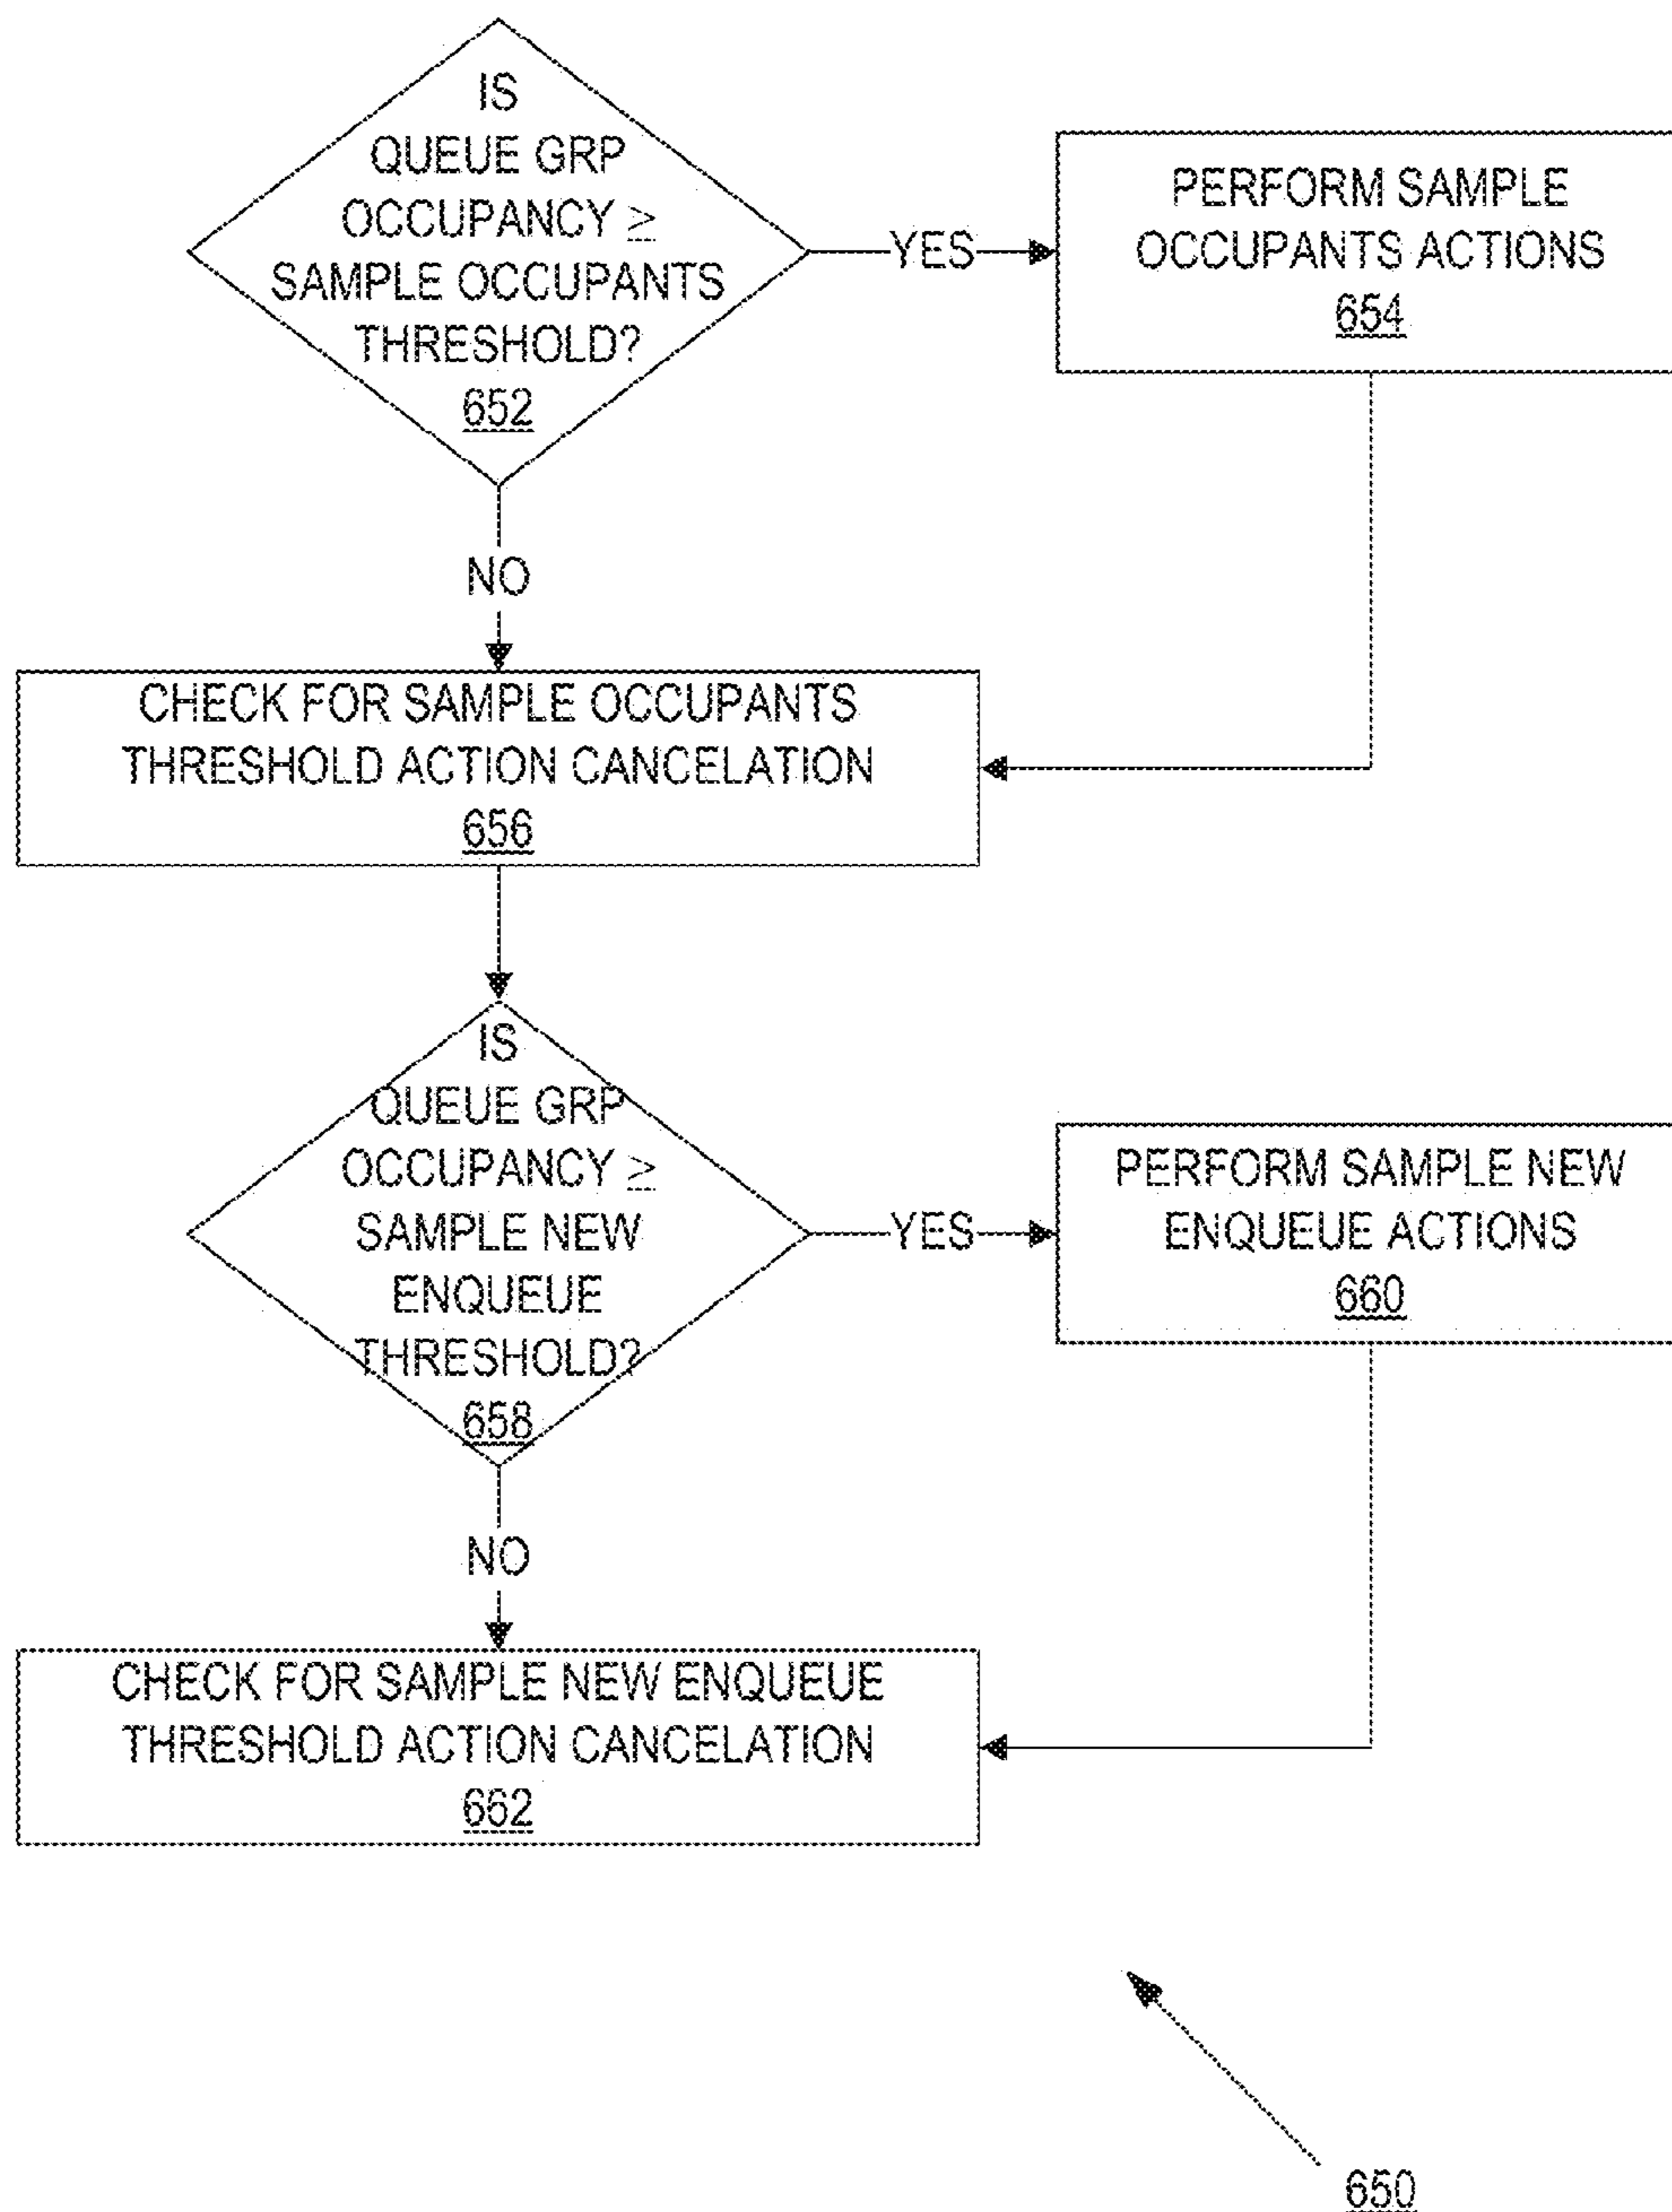 IS
QUEUE GRP
OCCUPANCY ≥
SAMPLE OCCUPANTS
THRESHOLD?
652
YES
PERFORM SAMPLE
OCCUPANTS ACTIONS
654
NO
CHECK FOR SAMPLE OCCUPANTS
THRESHOLD ACTION CANCELATION
656
IS
QUEUE GRP
OCCUPANCY ≥
SAMPLE NEW
ENQUEUE
THRESHOLD?
658
YES
PERFORM SAMPLE NEW
ENQUEUE ACTIONS
660
NO
CHECK FOR SAMPLE NEW ENQUEUE
THRESHOLD ACTION CANCELATION
662
650